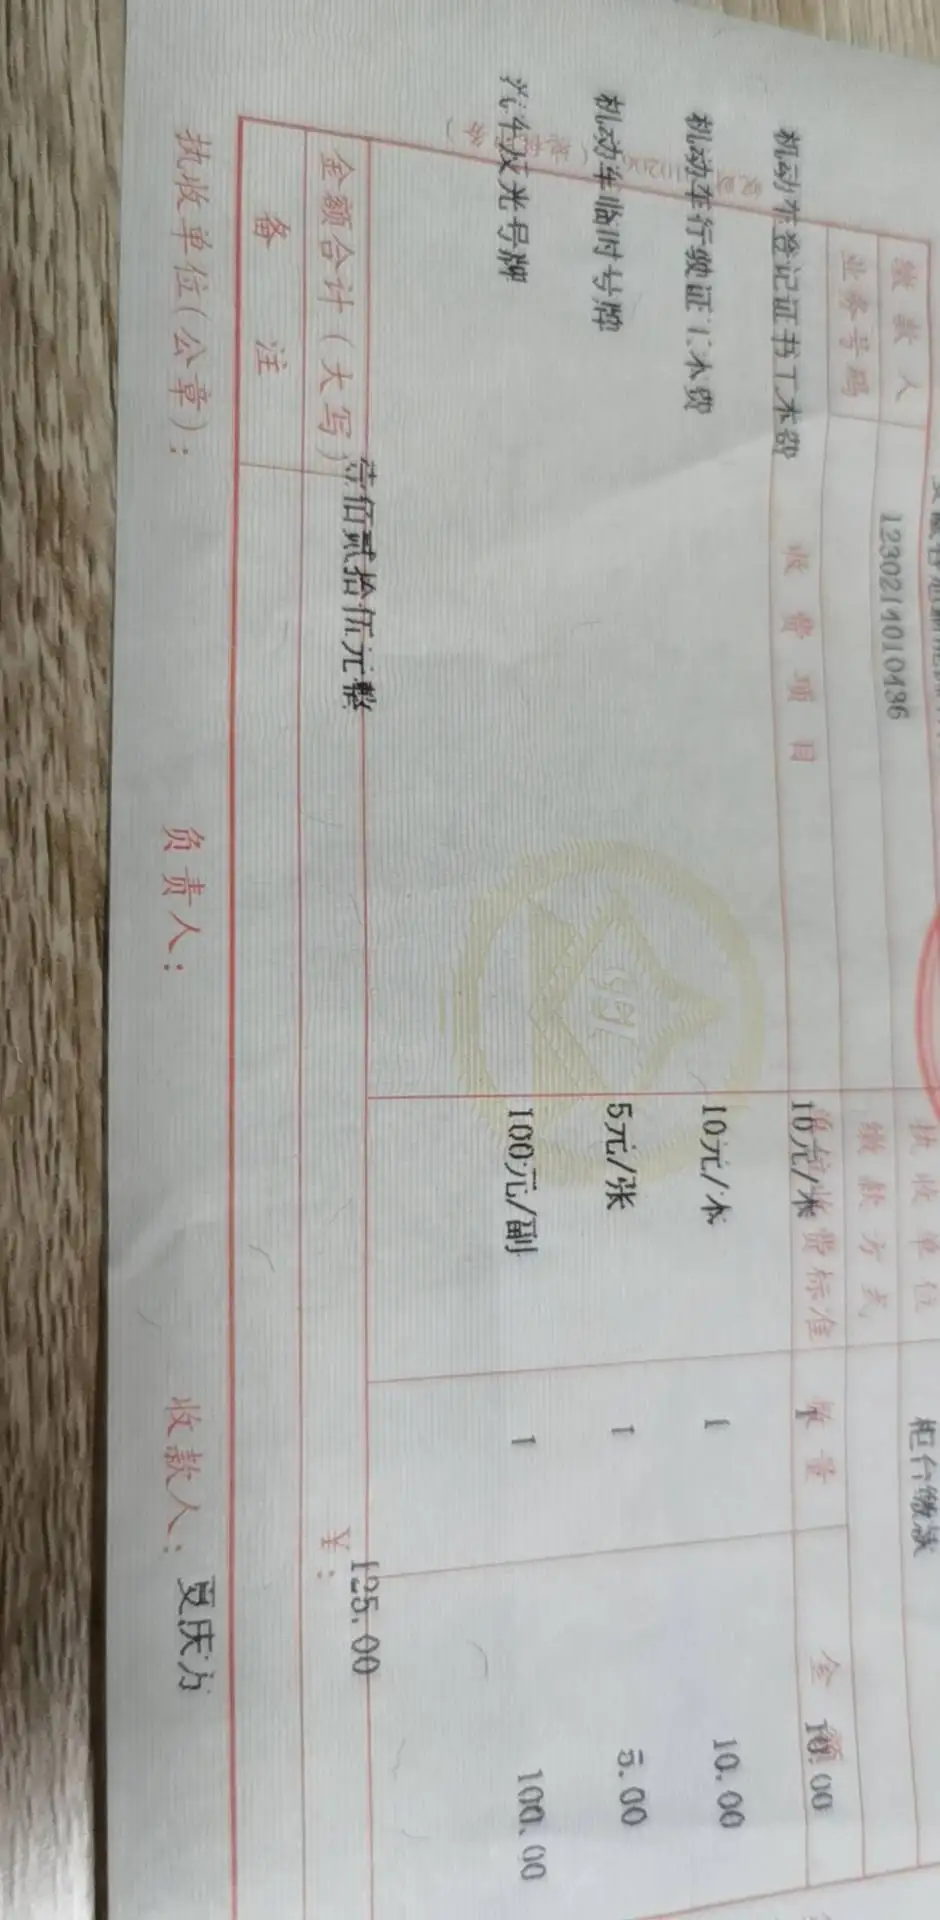 缴款人
执收单位
业务号码 12302141010436
缴款方式 柜台缴款
收费项目 收费标准 数量 金额
机动车登记证书工本费 10元/本 1 10.00
机动车行驶证工本费 10元/本 1 10.00
机动车临时号牌 5元/张 1 5.00
汽车反光号牌 100元/副 1 100.00
金额合计(大写) 壹佰贰拾伍元整 ¥: 125.00
备注
执收单位(公章): 负责人: 收款人: 夏庆方